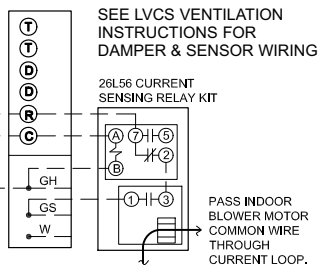 SEE LVCS VENTILATION
INSTRUCTIONS FOR
DAMPER & SENSOR WIRING
T
T
D
D
R
C
GH
GS
W
26L56 CURRENT
SENSING RELAY KIT
A
7
5
2
B
1
3
PASS INDOOR
BLOWER MOTOR
COMMON WIRE
THROUGH
CURRENT LOOP.